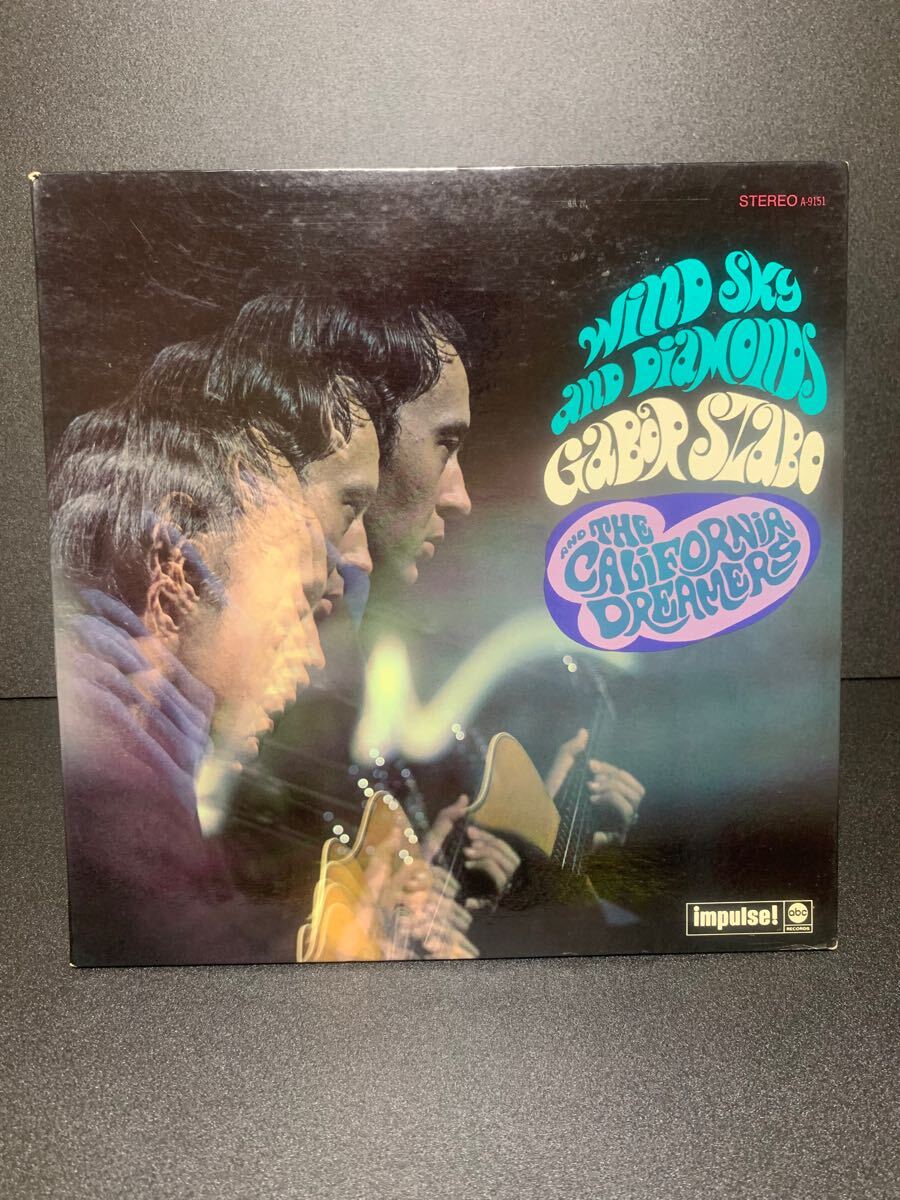 STEREO A-9151
WIND SKY
AND DIAMONDS
GABOR SZABO
AND THE
CALIFORNIA
DREAMERS
impulse! abc
RECORDS